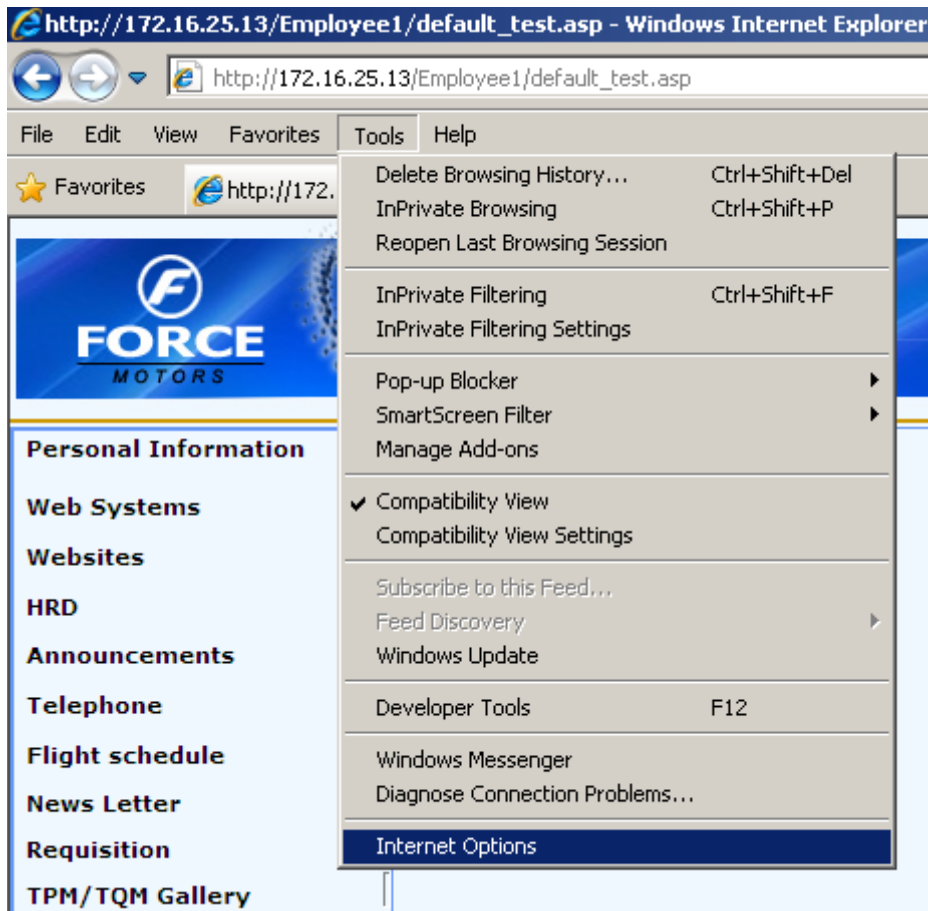 http://172.16.25.13/Employee1/default_test.asp - Windows Internet Explorer
http://172.16.25.13/Employee1/default_test.asp
File Edit View Favorites Tools Help
Favorites http://172.
Delete Browsing History... Ctrl+Shift+Del
InPrivate Browsing Ctrl+Shift+P
Reopen Last Browsing Session
InPrivate Filtering Ctrl+Shift+F
InPrivate Filtering Settings
Pop-up Blocker
SmartScreen Filter
Manage Add-ons
Compatibility View
Compatibility View Settings
Subscribe to this Feed...
Feed Discovery
Windows Update
Developer Tools F12
Windows Messenger
Diagnose Connection Problems...
Internet Options
F
FORCE
MOTORS
Personal Information
Web Systems
Websites
HRD
Announcements
Telephone
Flight schedule
News Letter
Requisition
TPM/TQM Gallery